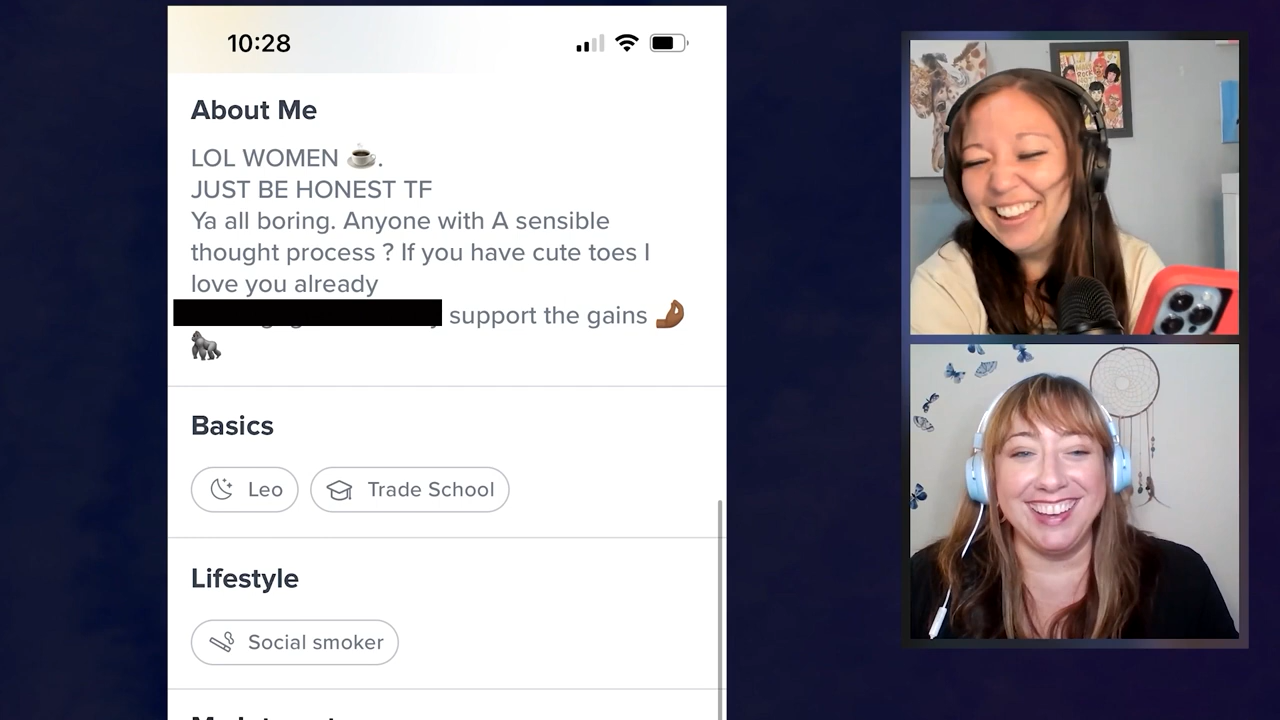 10:28
About Me
LOL WOMEN ☕.
JUST BE HONEST TF
Ya all boring. Anyone with A sensible
thought process ? If you have cute toes I
love you already
support the gains 🤌🏾
🦍
Basics
Leo
Trade School
Lifestyle
Social smoker